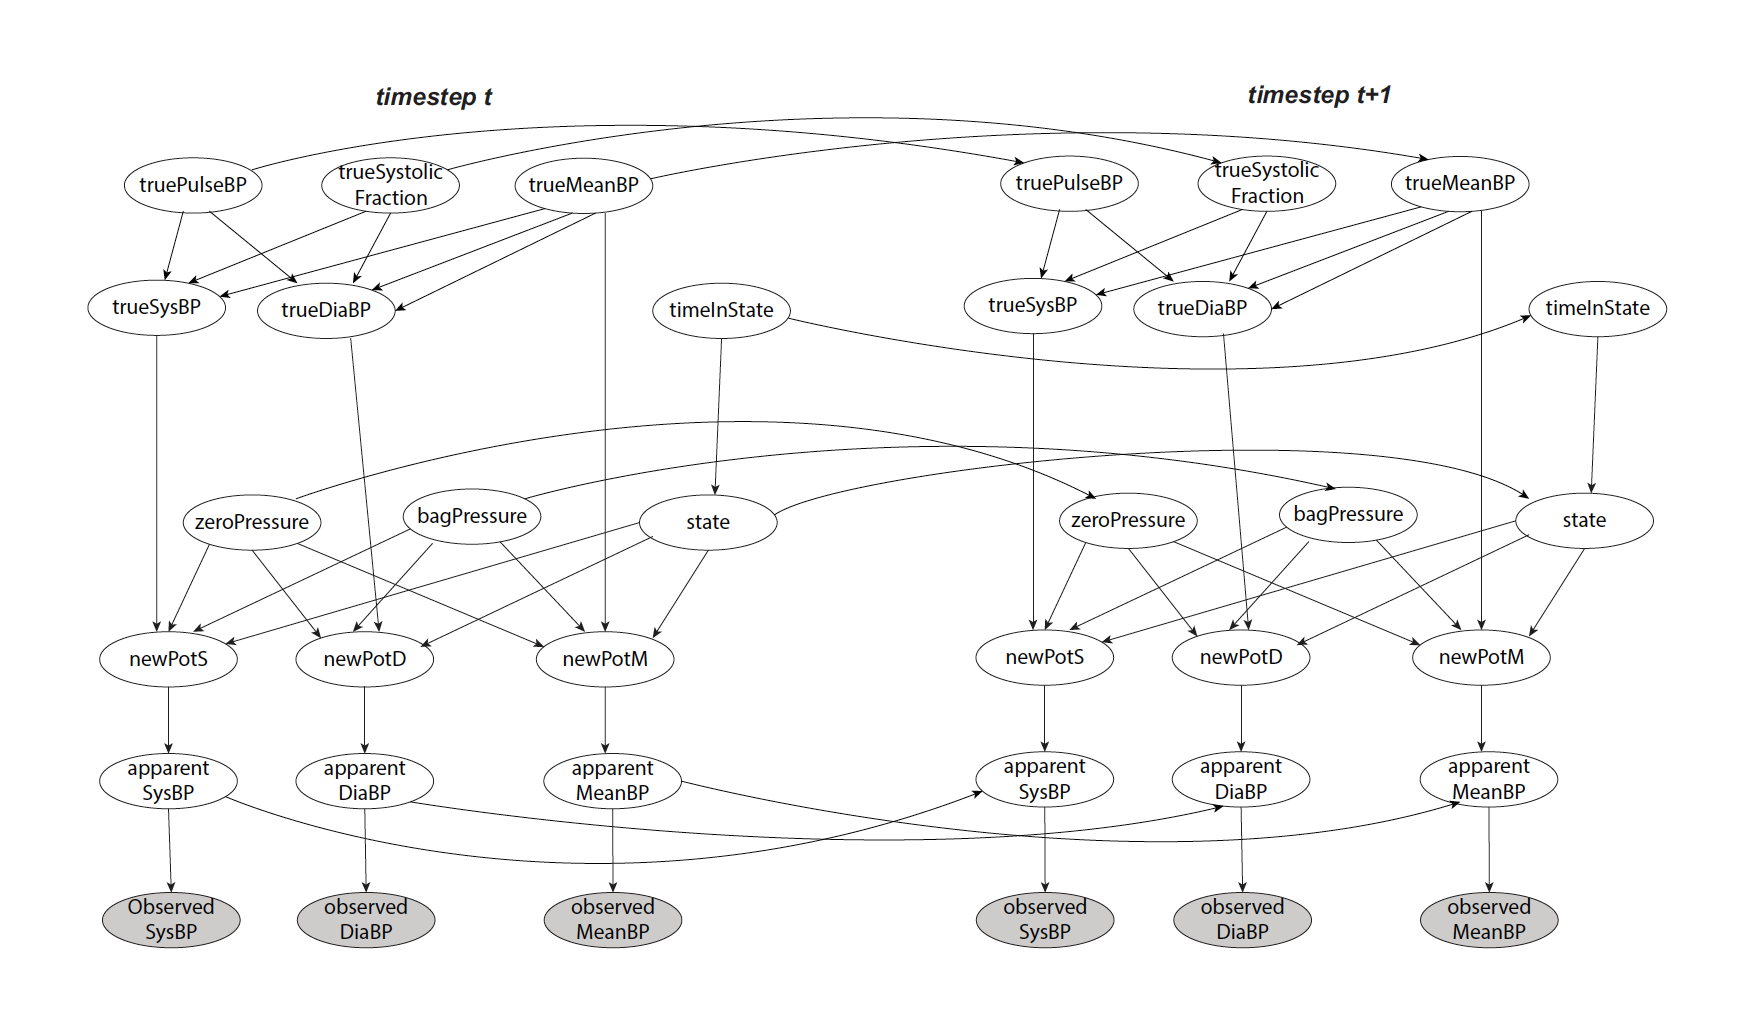 timestep t
timestep t+1
truePulseBP
trueSystolic
Fraction
trueMeanBP
truePulseBP
trueSystolic
Fraction
trueMeanBP
trueSysBP
trueDiaBP
timeInState
trueSysBP
trueDiaBP
timeInState
zeroPressure
bagPressure
state
zeroPressure
bagPressure
state
newPotS
newPotD
newPotM
newPotS
newPotD
newPotM
apparent
SysBP
apparent
DiaBP
apparent
MeanBP
apparent
SysBP
apparent
DiaBP
apparent
MeanBP
Observed
SysBP
observed
DiaBP
observed
MeanBP
observed
SysBP
observed
DiaBP
observed
MeanBP